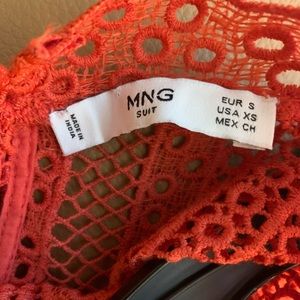 MADE IN
INDIA
MNG
SUIT
EUR S
USA XS
MEX CH